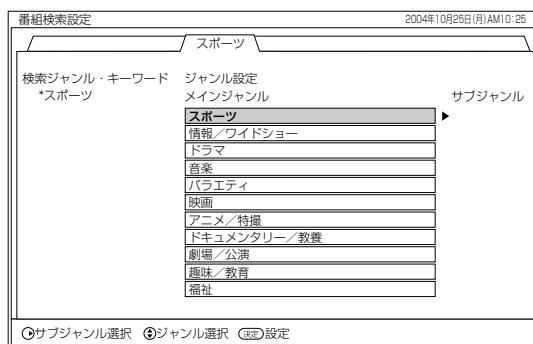 番組検索設定 2004年10月25日(月)AM10:25
スポーツ
検索ジャンル・キーワード ジャンル設定
*スポーツ メインジャンル サブジャンル
スポーツ
情報／ワイドショー
ドラマ
音楽
バラエティ
映画
アニメ／特撮
ドキュメンタリー／教養
劇場／公演
趣味／教育
福祉
サブジャンル選択 ジャンル選択 決定 設定